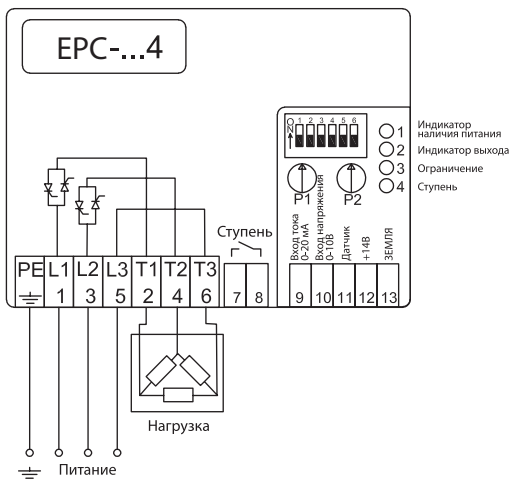 EPC-...4
ON
1 2 3 4 5 6
P1 P2
1 Индикатор
наличия питания
2 Индикатор выхода
3 Ограничение
4 Ступень
Ступень
Вход тока
0-20 мА
Вход напряжения
0-10В
Датчик
+14В
ЗЕМЛЯ
PE L1 L2 L3 T1 T2 T3
1 3 5 2 4 6
7 8
9 10 11 12 13
Нагрузка
Питание